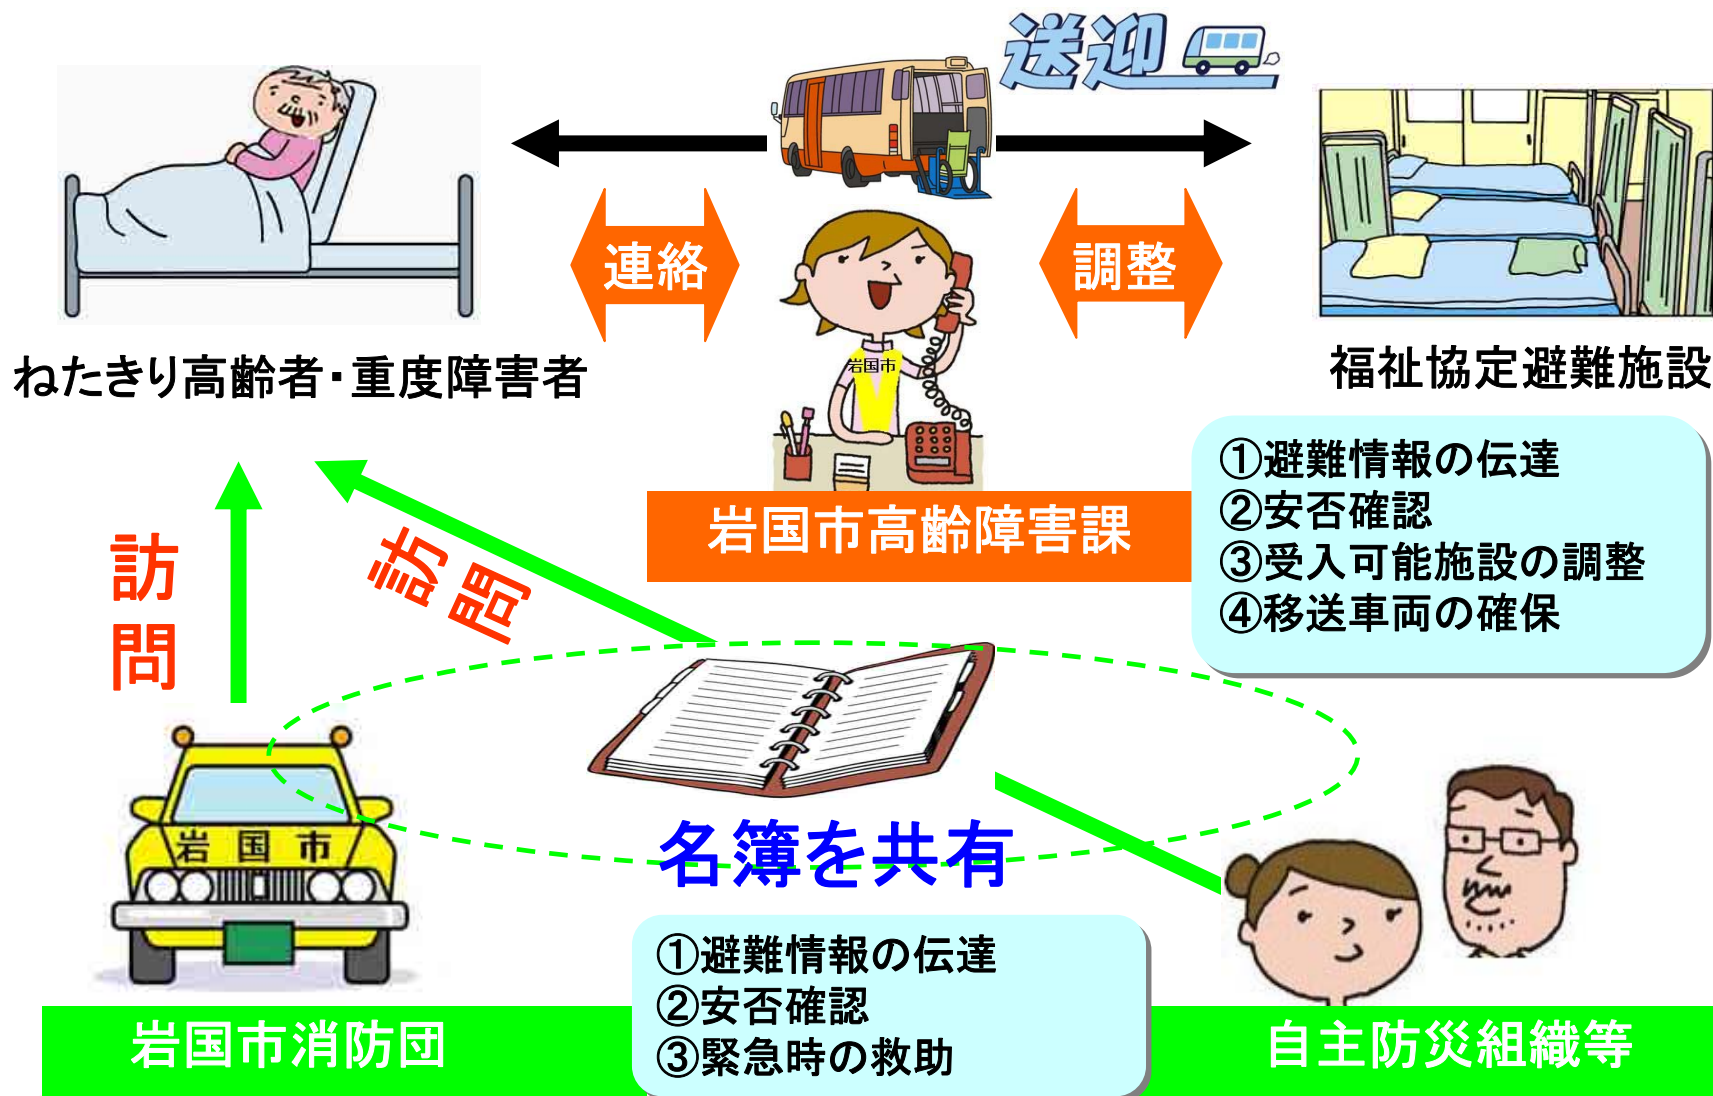 送迎
連絡
調整
岩国市
ねたきり高齢者・重度障害者
福祉協定避難施設
岩国市高齢障害課
①避難情報の伝達
②安否確認
③受入可能施設の調整
④移送車両の確保
訪問
訪問
岩国市
名簿を共有
①避難情報の伝達
②安否確認
③緊急時の救助
岩国市消防団
自主防災組織等